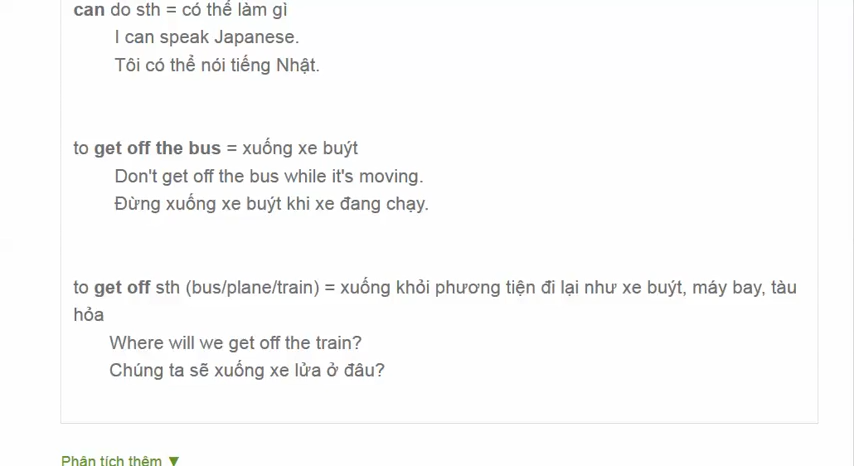 can do sth = có thể làm gì
I can speak Japanese.
Tôi có thể nói tiếng Nhật.
to get off the bus = xuống xe buýt
Don't get off the bus while it's moving.
Đừng xuống xe buýt khi xe đang chạy.
to get off sth (bus/plane/train) = xuống khỏi phương tiện đi lại như xe buýt, máy bay, tàu
hỏa
Where will we get off the train?
Chúng ta sẽ xuống xe lửa ở đâu?
Phân tích thêm ▼